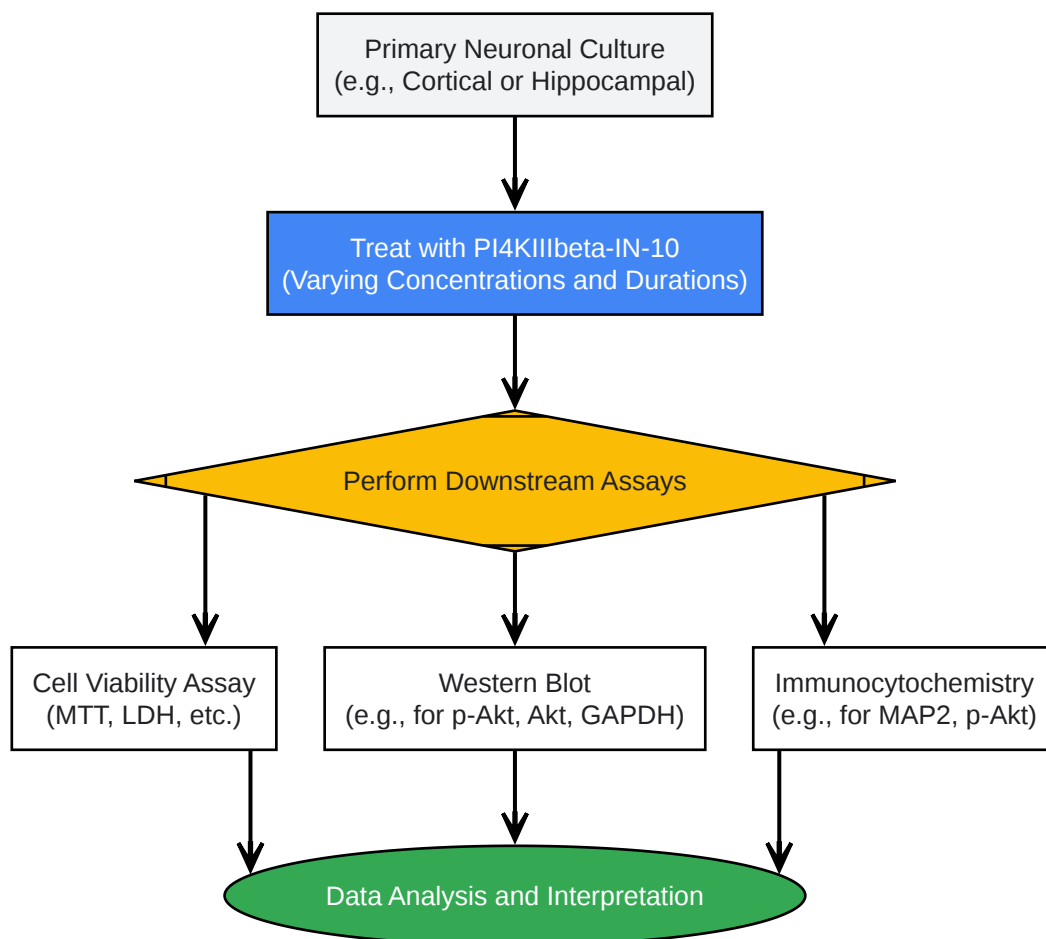 Primary Neuronal Culture
(e.g., Cortical or Hippocampal)
Treat with PI4KIIIbeta-IN-10
(Varying Concentrations and Durations)
Perform Downstream Assays
Cell Viability Assay
(MTT, LDH, etc.)
Western Blot
(e.g., for p-Akt, Akt, GAPDH)
Immunocytochemistry
(e.g., for MAP2, p-Akt)
Data Analysis and Interpretation